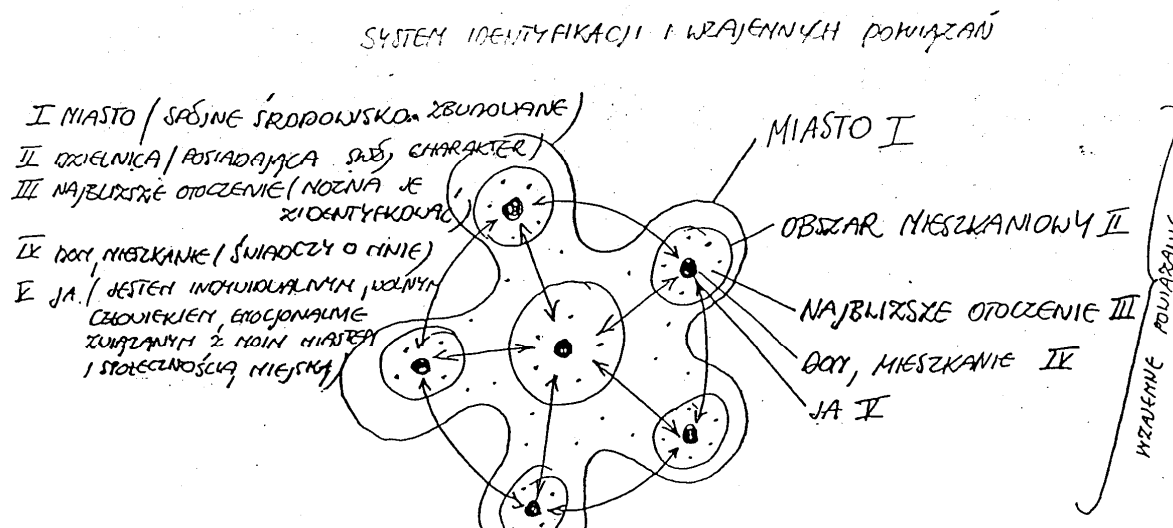 SYSTEM IDENTYFIKACJI I WZAJEMNYCH POWIĄZAŃ
I MIASTO / SPÓJNE ŚRODOWISKO ZBUDOWANE)
II DZIELNICA / POSIADAJĄCA SWÓJ CHARAKTER)
III NAJBLIŻSZE OTOCZENIE (MOŻNA JE
ZIDENTYFIKOWAĆ)
IV DOM, MIESZKANIE (ŚWIADCZY O MNIE)
V JA / JESTEM INDYWIDUALNYM, WOLNYM
CZŁOWIEKIEM, EMOCJONALNIE
ZWIĄZANYM Z MOIM MIASTEM
I SPOŁECZNOŚCIĄ MIEJSKĄ)
MIASTO I
OBSZAR MIESZKANIOWY II
NAJBLIŻSZE OTOCZENIE III
DOM, MIESZKANIE IV
JA V
WZAJEMNE POWIĄZANIA